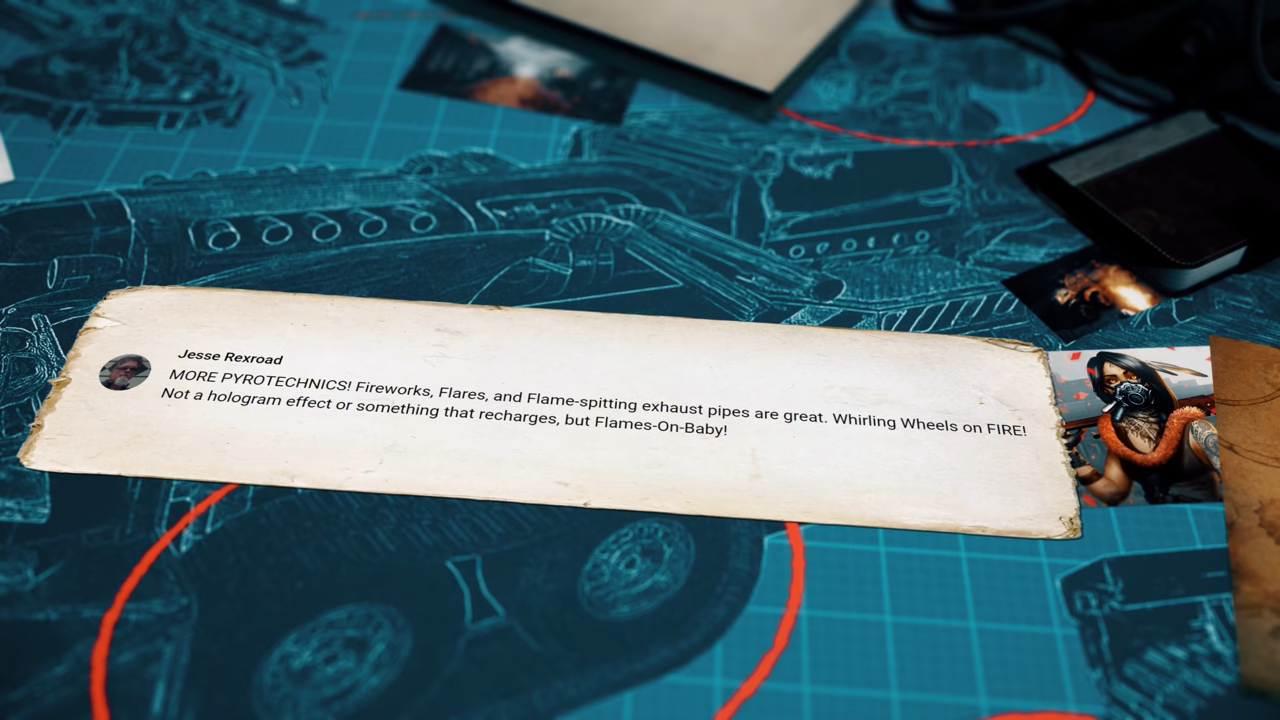 Jesse Rexroad
MORE PYROTECHNICS! Fireworks, Flares, and Flame-spitting exhaust pipes are great. Whirling Wheels on FIRE!
Not a hologram effect or something that recharges, but Flames-On-Baby!